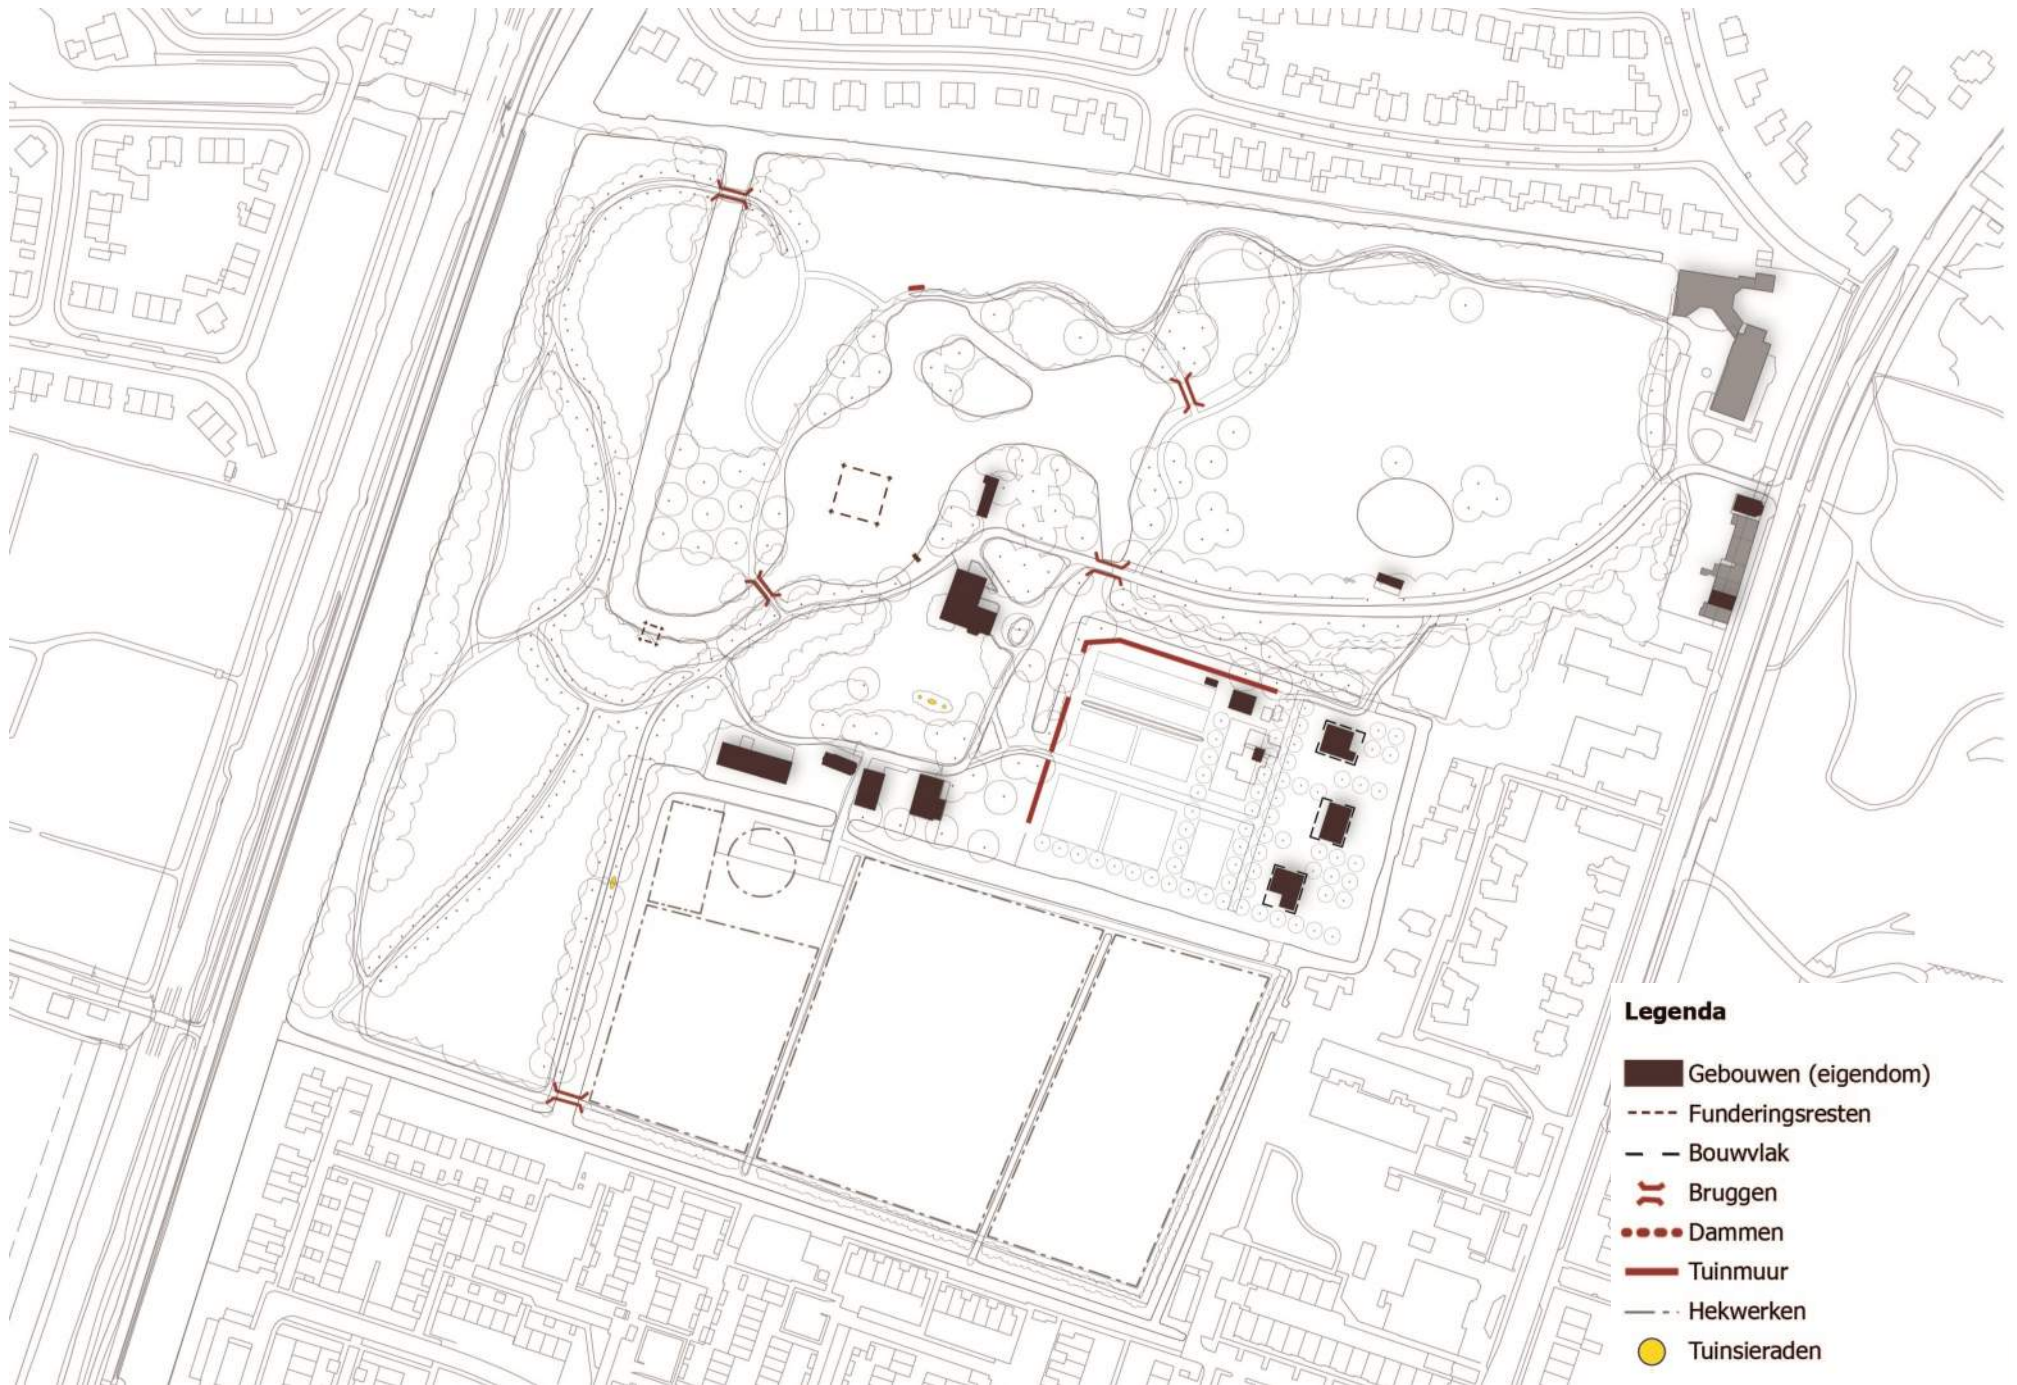 Legenda
Gebouwen (eigendom)
Funderingsresten
Bouwvlak
Bruggen
Dammen
Tuinmuur
Hekwerken
Tuinsieraden